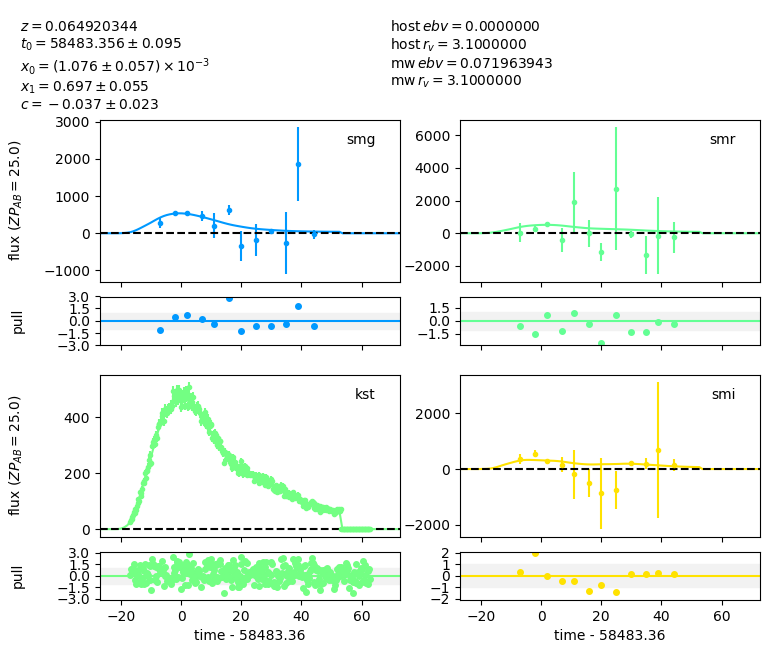 z = 0.064920344
t₀ = 58483.356 ± 0.095
x₀ = (1.076 ± 0.057) × 10⁻³
x₁ = 0.697 ± 0.055
c = −0.037 ± 0.023
host ebv = 0.0000000
host r_v = 3.1000000
mw ebv = 0.071963943
mw r_v = 3.1000000
flux (ZP_AB = 25.0)
3000
2000
1000
0
−1000
smg
6000
4000
2000
0
−2000
smr
pull
3.0
1.5
0.0
−1.5
−3.0
1.5
0.0
−1.5
flux (ZP_AB = 25.0)
400
200
0
kst
2000
0
−2000
smi
pull
3.0
1.5
0.0
−1.5
−3.0
2
1
0
−1
−2
−20 0 20 40 60
time - 58483.36
−20 0 20 40 60
time - 58483.36